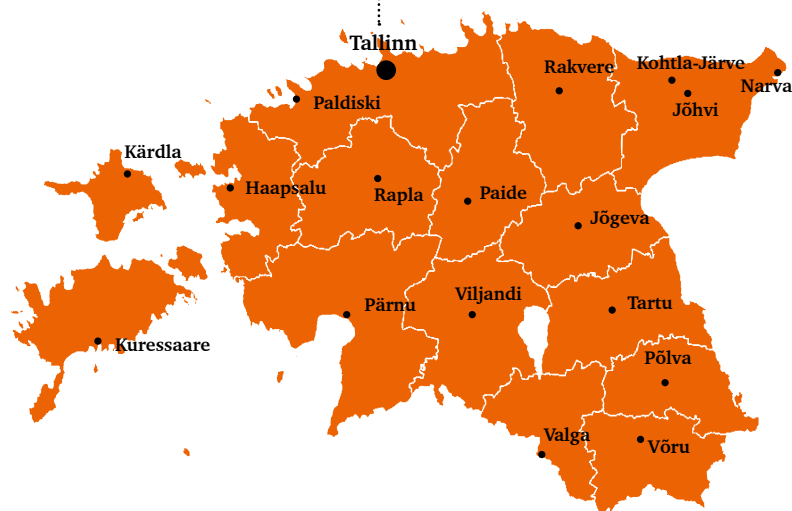 Tallinn
Rakvere
Kohtla-Järve
Narva
Paldiski
Jõhvi
Kärdla
Haapsalu
Rapla
Paide
Jõgeva
Pärnu
Viljandi
Tartu
Kuressaare
Põlva
Valga
Võru